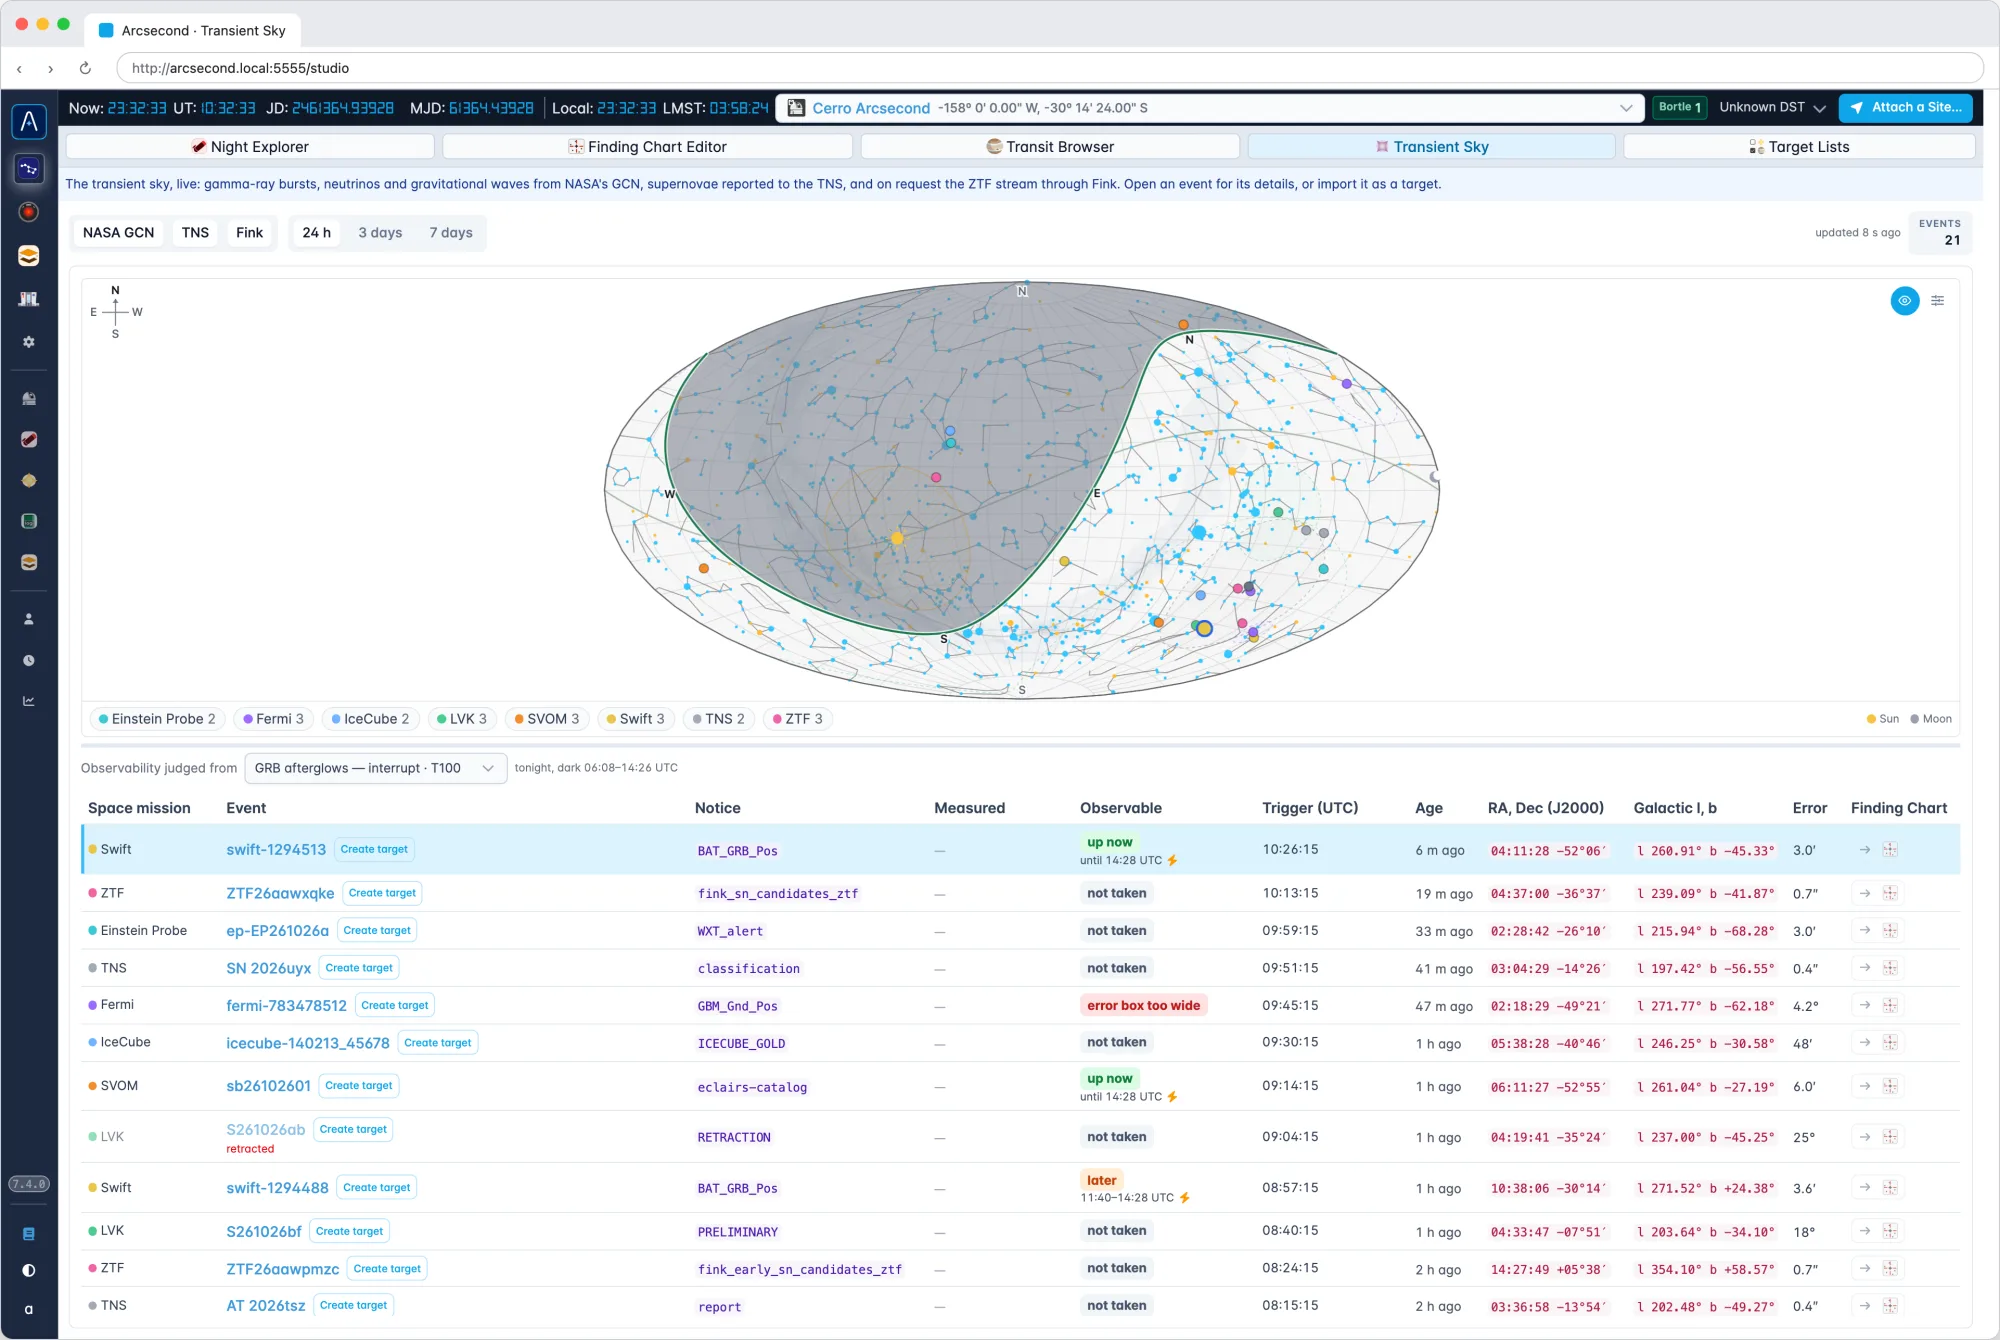 Arcsecond · Transient Sky
http://arcsecond.local:5555/studio
Now: 23:32:33 UT: 10:32:33 JD: 2461364.93928 MJD: 61364.43928 Local: 23:32:33 LMST: 03:58:24 Cerro Arcsecond -158° 0' 0.00" W, -30° 14' 24.00" S Bortle 1 Unknown DST Attach a Site...
Night Explorer Finding Chart Editor Transit Browser Transient Sky Target Lists
The transient sky, live: gamma-ray bursts, neutrinos and gravitational waves from NASA's GCN, supernovae reported to the TNS, and on request the ZTF stream through Fink. Open an event for its details, or import it as a target.
NASA GCN TNS Fink 24 h 3 days 7 days updated 8 s ago EVENTS
21
N
E W
S
N
N
W
E
S
S
Einstein Probe 2 Fermi 3 IceCube 2 LVK 3 SVOM 3 Swift 3 TNS 2 ZTF 3 Sun Moon
Observability judged from GRB afterglows — interrupt · T100 tonight, dark 06:08–14:26 UTC
Space mission Event Notice Measured Observable Trigger (UTC) Age RA, Dec (J2000) Galactic l, b Error Finding Chart
Swift swift-1294513 Create target BAT_GRB_Pos — up now 10:26:15 6 m ago 04:11:28 −52°06′ l 260.91° b −45.33° 3.0′ →
until 14:28 UTC
ZTF ZTF26aawxqke Create target fink_sn_candidates_ztf — not taken 10:13:15 19 m ago 04:37:00 −36°37′ l 239.09° b −41.87° 0.7″ →
Einstein Probe ep-EP261026a Create target WXT_alert — not taken 09:59:15 33 m ago 02:28:42 −26°10′ l 215.94° b −68.28° 3.0′ →
TNS SN 2026uyx Create target classification — not taken 09:51:15 41 m ago 03:04:29 −14°26′ l 197.42° b −56.55° 0.4″ →
Fermi fermi-783478512 Create target GBM_Gnd_Pos — error box too wide 09:45:15 47 m ago 02:18:29 −49°21′ l 271.77° b −62.18° 4.2° →
IceCube icecube-140213_45678 Create target ICECUBE_GOLD — not taken 09:30:15 1 h ago 05:38:28 −40°46′ l 246.25° b −30.58° 48′ →
SVOM sb26102601 Create target eclairs-catalog — up now 09:14:15 1 h ago 06:11:27 −52°55′ l 261.04° b −27.19° 6.0′ →
until 14:28 UTC
LVK S261026ab Create target RETRACTION — not taken 09:04:15 1 h ago 04:19:41 −35°24′ l 237.00° b −45.25° 25° →
retracted
Swift swift-1294488 Create target BAT_GRB_Pos — later 08:57:15 1 h ago 10:38:06 −30°14′ l 271.52° b +24.38° 3.6′ →
11:40–14:28 UTC
LVK S261026bf Create target PRELIMINARY — not taken 08:40:15 1 h ago 04:33:47 −07°51′ l 203.64° b −34.10° 18° →
ZTF ZTF26aawpmzc Create target fink_early_sn_candidates_ztf — not taken 08:24:15 2 h ago 14:27:49 +05°38′ l 354.10° b +58.57° 0.7″ →
TNS AT 2026tsz Create target report — not taken 08:15:15 2 h ago 03:36:58 −13°54′ l 202.48° b −49.27° 0.4″ →
7.4.0
a